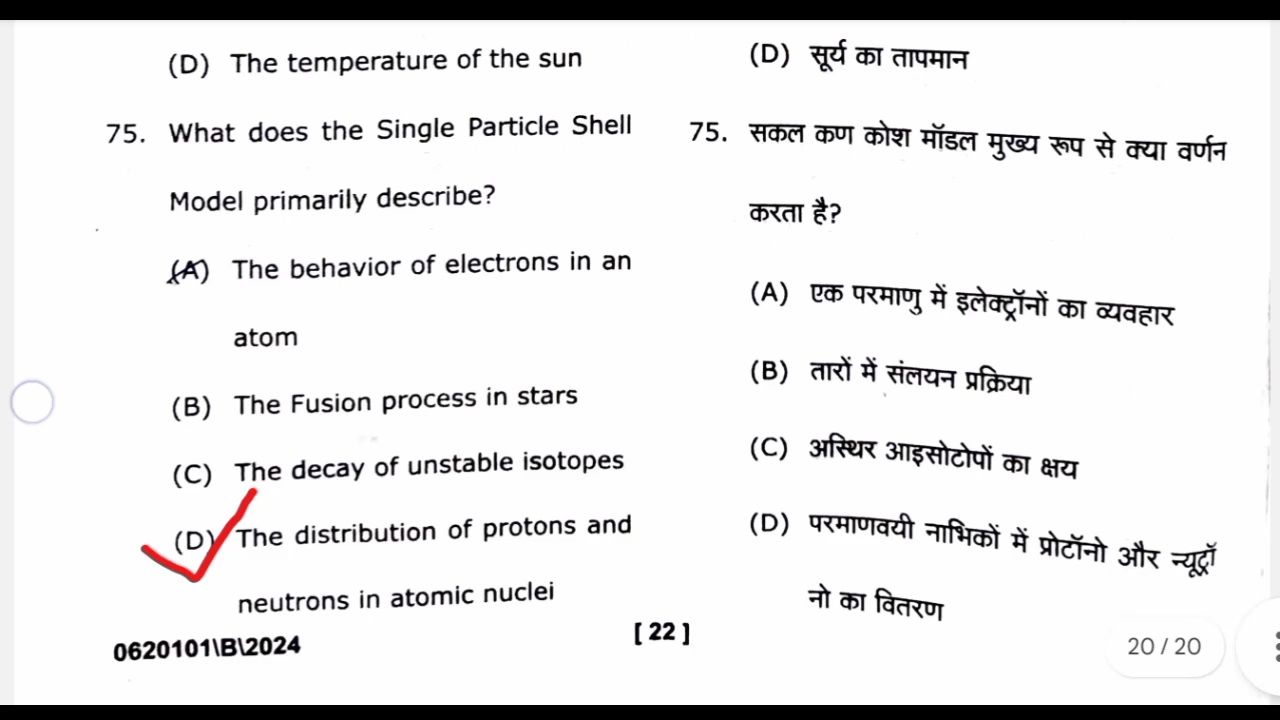 (D) The temperature of the sun
75. What does the Single Particle Shell
Model primarily describe?
(A) The behavior of electrons in an
atom
(B) The Fusion process in stars
(C) The decay of unstable isotopes
(D) The distribution of protons and
neutrons in atomic nuclei
(D) सूर्य का तापमान
75. सकल कण कोश मॉडल मुख्य रूप से क्या वर्णन
करता है?
(A) एक परमाणु में इलेक्ट्रॉनों का व्यवहार
(B) तारों में संलयन प्रक्रिया
(C) अस्थिर आइसोटोपों का क्षय
(D) परमाणवयी नाभिकों में प्रोटॉनो और न्यूट्रॉ
नो का वितरण
0620101\B\2024
[ 22 ]
20 / 20